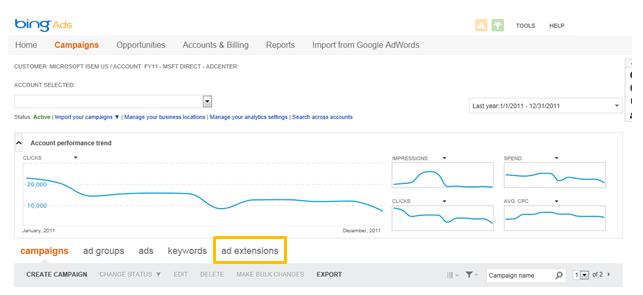 bing Ads
TOOLS HELP
Home Campaigns Opportunities Accounts & Billing Reports Import from Google AdWords
CUSTOMER: MICROSOFT ISEM US / ACCOUNT: FY11 - MSFT DIRECT - ADCENTER
ACCOUNT SELECTED:
Last year:1/1/2011 - 12/31/2011
Status: Active | Import your campaigns ▼ | Manage your business locations | Manage your analytics settings | Search across accounts
Account performance trend
CLICKS
20,000
10,000
January, 2011 December, 2011
IMPRESSIONS SPEND
CLICKS AVG. CPC
campaigns ad groups ads keywords ad extensions
CREATE CAMPAIGN CHANGE STATUS ▼ EDIT DELETE MAKE BULK CHANGES EXPORT Campaign name 1 of 2